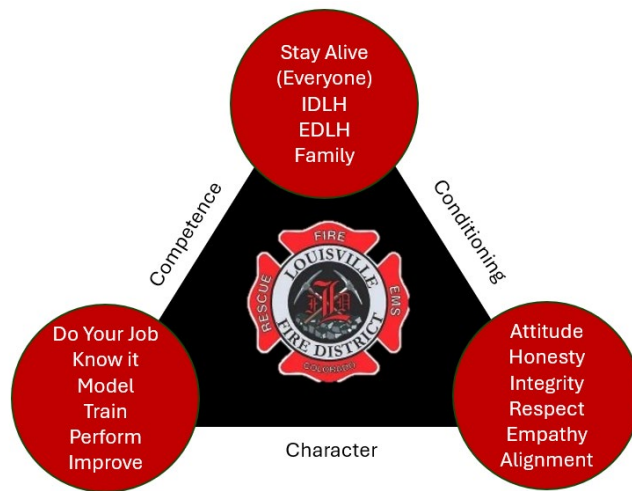 Stay Alive
(Everyone)
IDLH
EDLH
Family
Competence
Conditioning
FIRE
RESCUE
EMS
LOUISVILLE
FIRE DISTRICT
COLORADO
Do Your Job
Know it
Model
Train
Perform
Improve
Attitude
Honesty
Integrity
Respect
Empathy
Alignment
Character